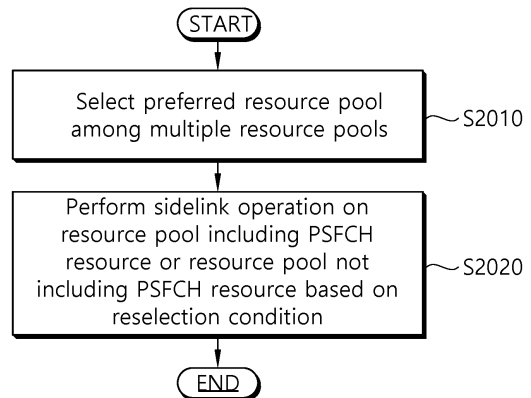 START
Select preferred resource pool
among multiple resource pools
S2010
Perform sidelink operation on
resource pool including PSFCH
resource or resource pool not
including PSFCH resource based on
reselection condition
S2020
END